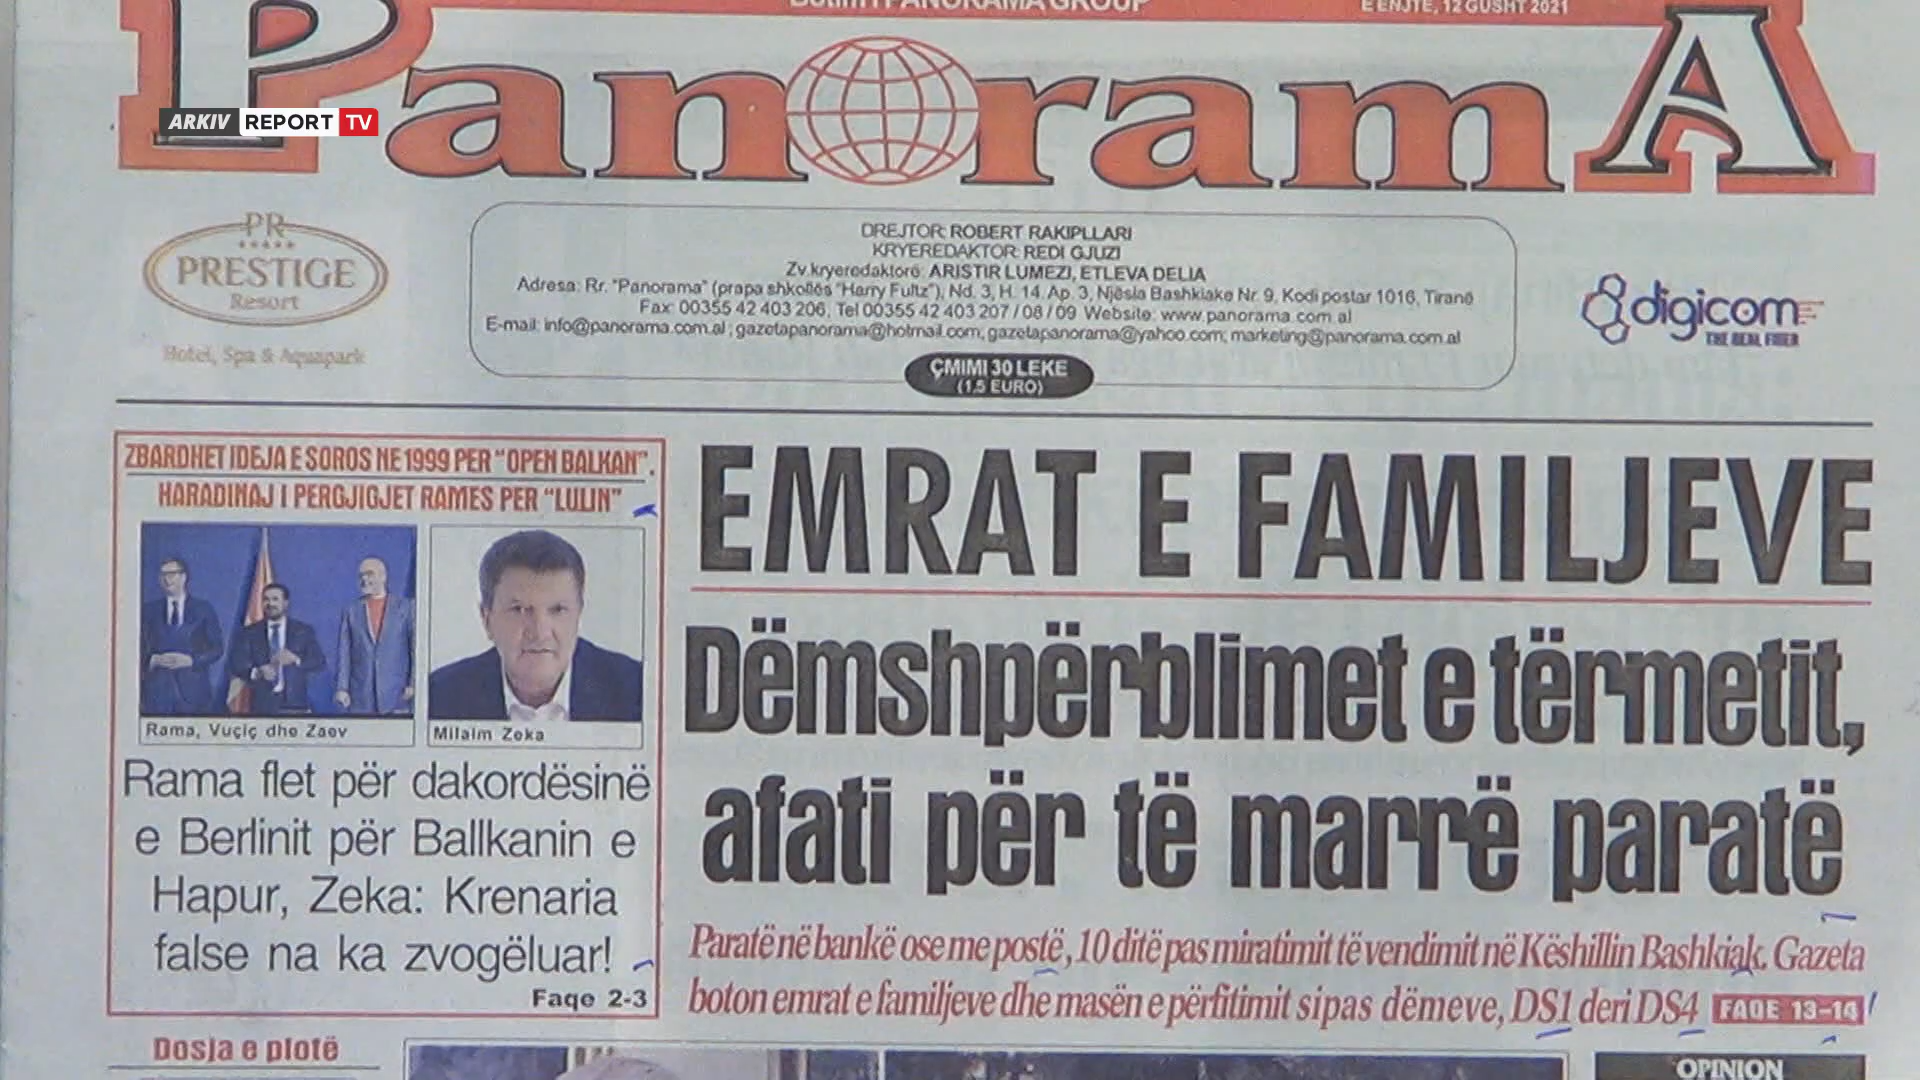 Botim i PANORAMA GROUP
E ENJTE, 12 GUSHT 2021
PanoramA
ARKIV REPORT TV
PR
PRESTIGE
Resort
Hotel, Spa & Aquapark
DREJTOR: ROBERT RAKIPLLARI
KRYEREDAKTOR: REDI GJUZI
Zv.kryeredaktorë: ARISTIR LUMEZI, ETLEVA DELIA
Adresa: Rr. "Panorama" (prapa shkollës "Harry Fultz"), Nd. 3, H. 14. Ap. 3, Njësia Bashkiake Nr. 9, Kodi postar 1016, Tiranë
Fax: 00355 42 403 206, Tel 00355 42 403 207 / 08 / 09 Website: www.panorama.com.al
E-mail: info@panorama.com.al ; gazetapanorama@hotmail.com; gazetapanorama@yahoo.com; marketing@panorama.com.al
ÇMIMI 30 LEKE
(1.5 EURO)
digicom
THE REAL FIBER
ZBARDHET IDEJA E SOROS NE 1999 PER "OPEN BALKAN".
HARADINAJ I PERGJIGJET RAMES PER "LULIN"
Rama, Vuçiç dhe Zaev
Milaim Zeka
Rama flet për dakordësinë
e Berlinit për Ballkanin e
Hapur, Zeka: Krenaria
false na ka zvogëluar!
Faqe 2-3
EMRAT E FAMILJEVE
Dëmshpërblimet e tërmetit,
afati për të marrë paratë
Paratë në bankë ose me postë, 10 ditë pas miratimit të vendimit në Këshillin Bashkiak. Gazeta
boton emrat e familjeve dhe masën e përfitimit sipas dëmeve, DS1 deri DS4 FAQE 13-14
Dosja e plotë
OPINION